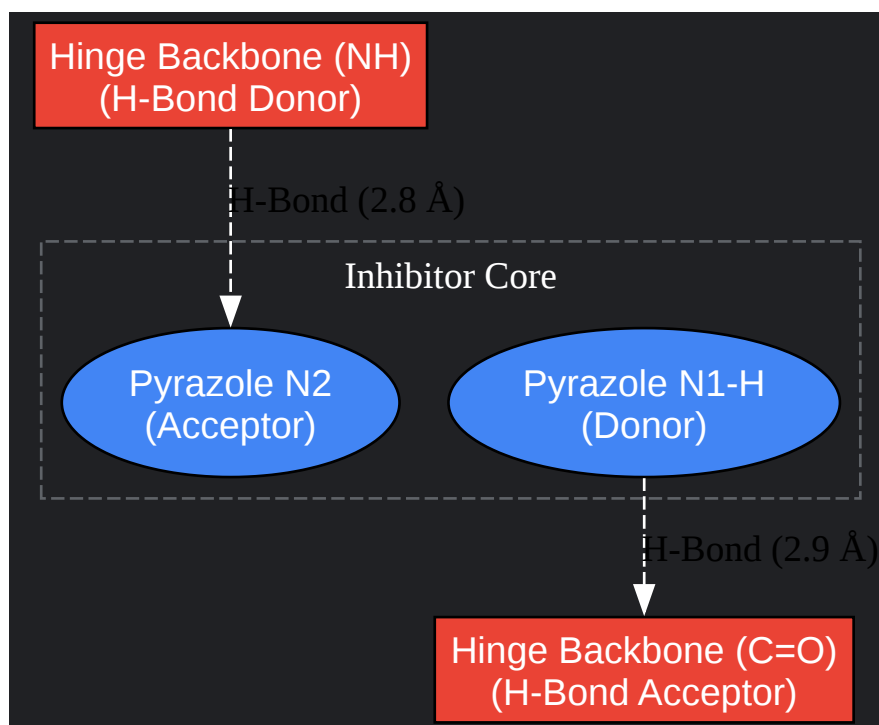 Hinge Backbone (NH)
(H-Bond Donor)
H-Bond (2.8 Å)
Inhibitor Core
Pyrazole N2
(Acceptor)
Pyrazole N1-H
(Donor)
H-Bond (2.9 Å)
Hinge Backbone (C=O)
(H-Bond Acceptor)